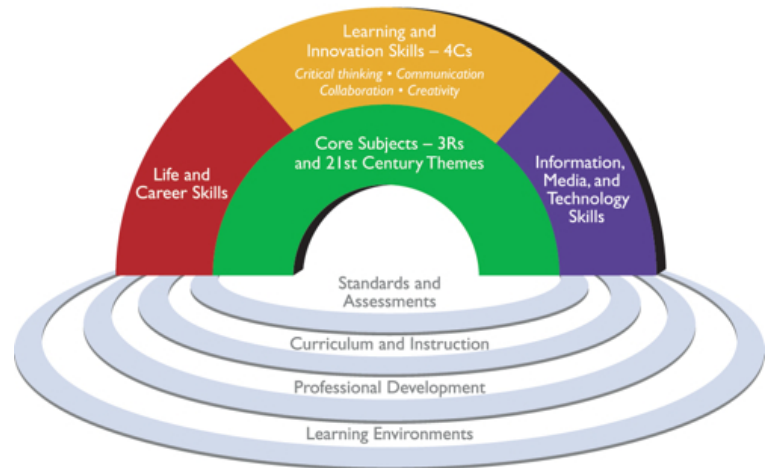 Learning and
Innovation Skills – 4Cs
Critical thinking • Communication
Collaboration • Creativity
Core Subjects – 3Rs
and 21st Century Themes
Life and
Career Skills
Information,
Media, and
Technology
Skills
Standards and
Assessments
Curriculum and Instruction
Professional Development
Learning Environments